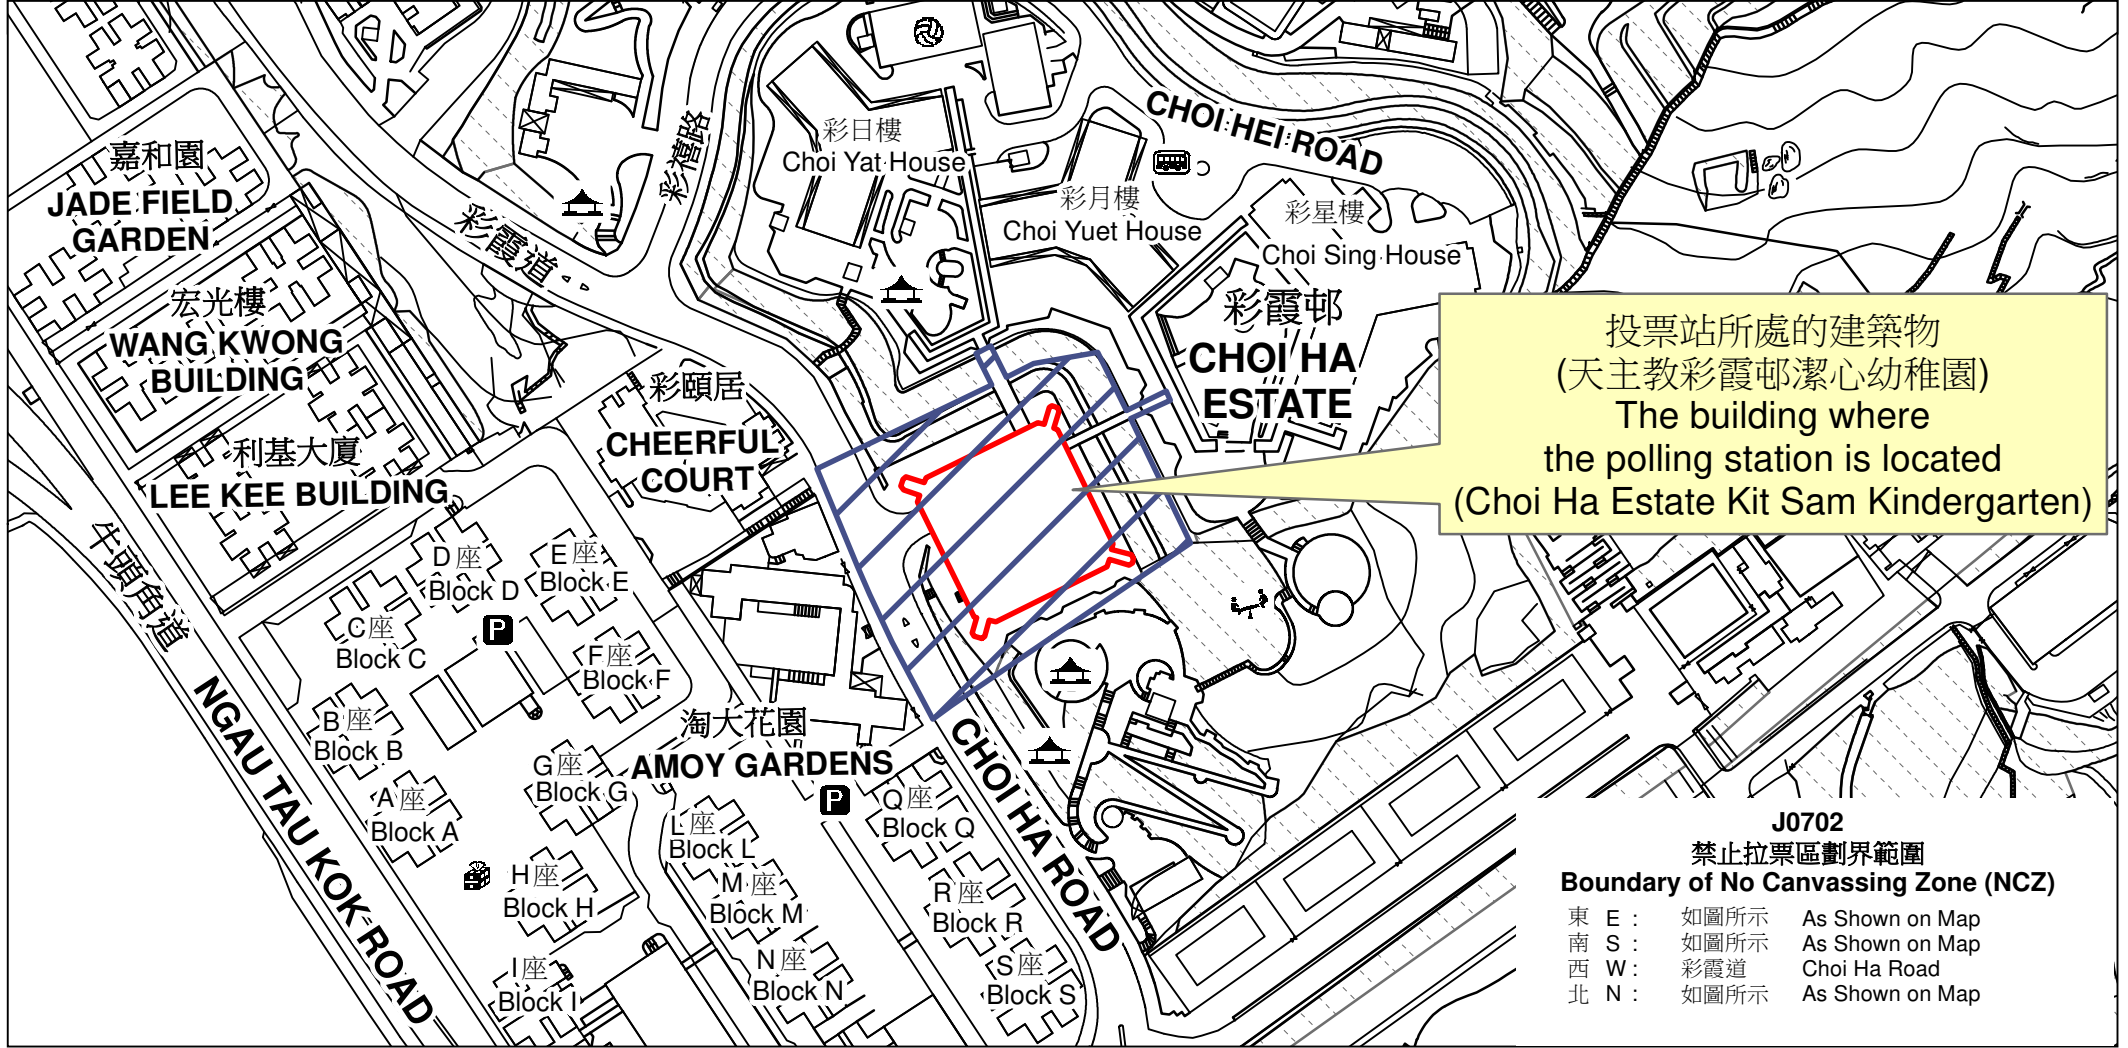 嘉和園
JADE FIELD
GARDEN
宏光樓
WANG KWONG
BUILDING
利基大廈
LEE KEE BUILDING
彩霞道
彩禧路
彩日樓
Choi Yat House
彩月樓
Choi Yuet House
CHOI HEI ROAD
彩星樓
Choi Sing House
彩霞邨
CHOI HA
ESTATE
彩頤居
CHEERFUL
COURT
投票站所處的建築物
(天主教彩霞邨潔心幼稚園)
The building where
the polling station is located
(Choi Ha Estate Kit Sam Kindergarten)
牛頭角道
NGAU TAU KOK ROAD
D座
Block D
E座
Block E
P
C座
Block C
F座
Block F
B座
Block B
A座
Block A
G座
Block G
H座
Block H
I座
Block I
淘大花園
AMOY GARDENS
P
L座
Block L
M座
Block M
N座
Block N
Q座
Block Q
R座
Block R
S座
Block S
CHOI HA ROAD
J0702
禁止拉票區劃界範圍
Boundary of No Canvassing Zone (NCZ)
東 E : 如圖所示 As Shown on Map
南 S : 如圖所示 As Shown on Map
西 W : 彩霞道 Choi Ha Road
北 N : 如圖所示 As Shown on Map